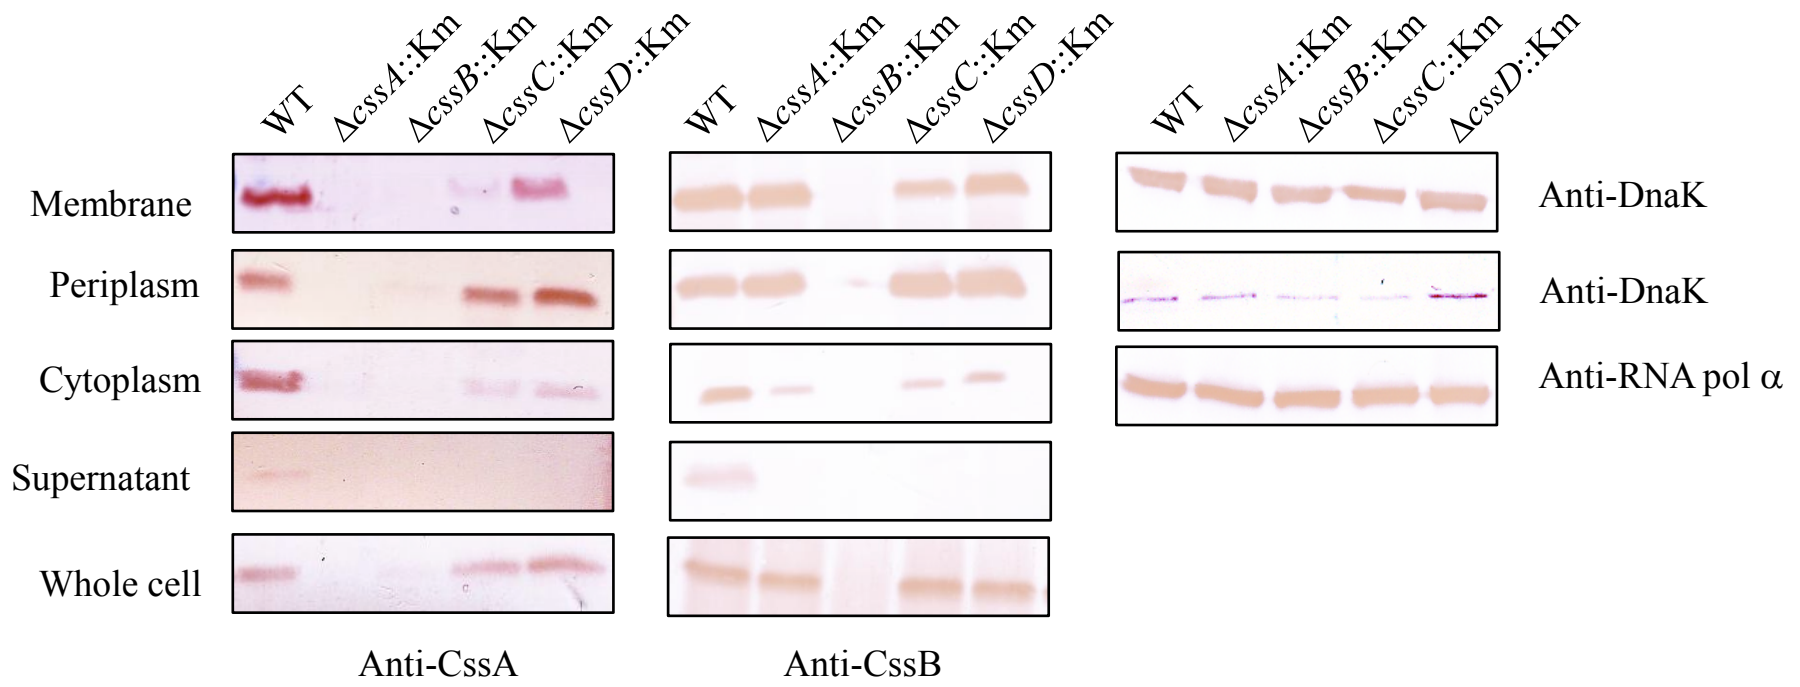 WT ΔcssA::Km ΔcssB::Km ΔcssC::Km ΔcssD::Km
WT ΔcssA::Km ΔcssB::Km ΔcssC::Km ΔcssD::Km
WT ΔcssA::Km ΔcssB::Km ΔcssC::Km ΔcssD::Km
Membrane
Anti-DnaK
Periplasm
Anti-DnaK
Cytoplasm
Anti-RNA pol α
Supernatant
Whole cell
Anti-CssA
Anti-CssB